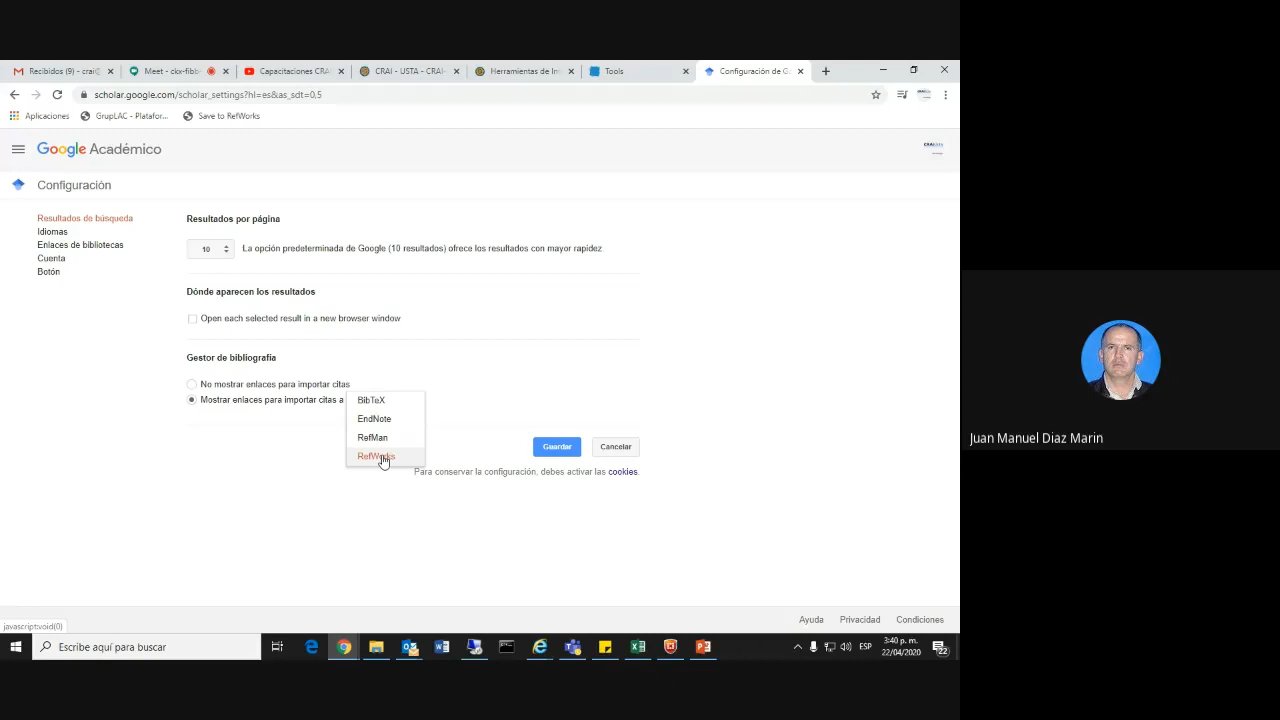 Recibidos (9) - crai@
Meet - ckx-fibb
Capacitaciones CRA
CRAI - USTA - CRAI-
Herramientas de In
Tools
Configuración de G
scholar.google.com/scholar_settings?hl=es&as_sdt=0,5
Aplicaciones
GrupLAC - Platafor...
Save to RefWorks
Google Académico
Configuración
Resultados de búsqueda
Idiomas
Enlaces de bibliotecas
Cuenta
Botón
Resultados por página
10
La opción predeterminada de Google (10 resultados) ofrece los resultados con mayor rapidez.
Dónde aparecen los resultados
Open each selected result in a new browser window
Gestor de bibliografía
No mostrar enlaces para importar citas
Mostrar enlaces para importar citas a
BibTeX
EndNote
RefMan
RefWorks
Guardar
Cancelar
Para conservar la configuración, debes activar las cookies.
Juan Manuel Diaz Marin
Ayuda
Privacidad
Condiciones
javascript:void(0)
Escribe aquí para buscar
ESP
3:40 p. m.
22/04/2020
22